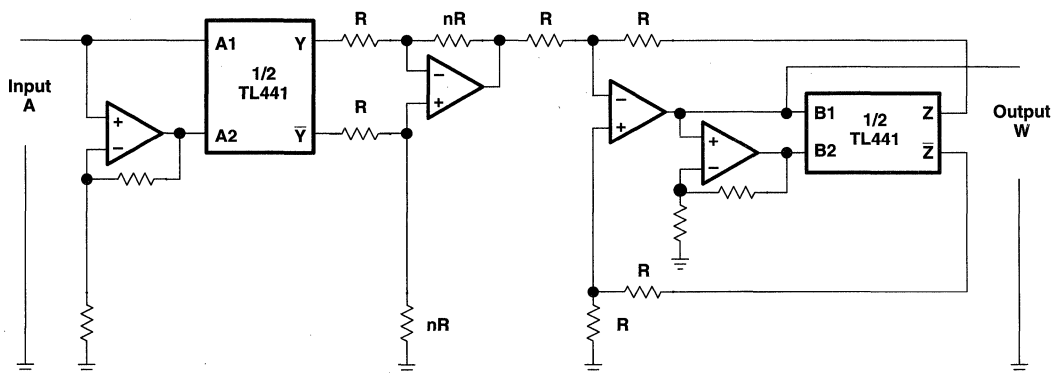 R
nR
R
R
A1
Y
Input
A
1/2
TL441
−
+
R
+
−
A2
Y̅
−
+
B1
1/2
TL441
Z
Output
W
+
−
B2
Z̅
R
nR
R